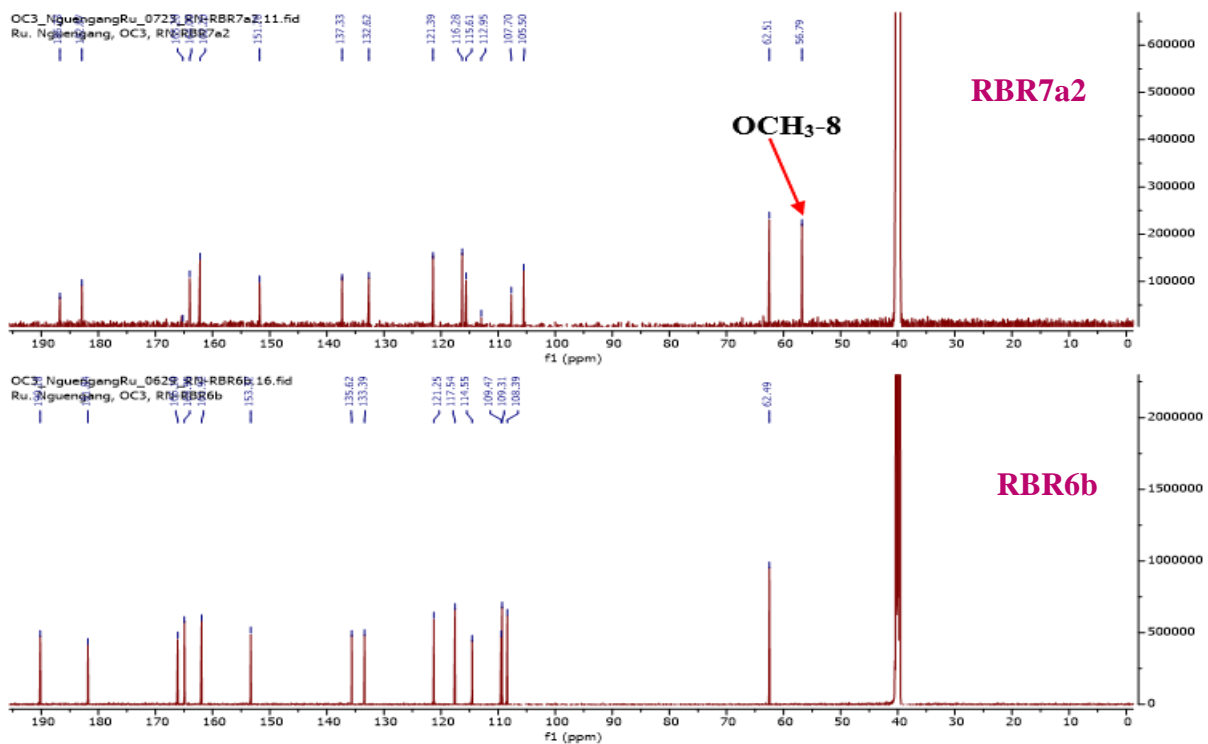 OC3_NguengangRu_0723_RN-RBR7a2.11.fid
Ru. Nguengang, OC3, RN-RBR7a2
137.33 132.62 121.39 116.28 115.61 112.95 107.70 105.50 62.51 56.79
RBR7a2
OCH₃-8
600000
500000
400000
300000
200000
100000
0
190 180 170 160 150 140 130 120 110 100 90 80 70 60 50 40 30 20 10 0
f1 (ppm)
OC3_NguengangRu_0629_RN-RBR6b.16.fid
Ru. Nguengang, OC3, RN-RBR6b
135.62 133.39 121.25 117.54 114.55 109.47 109.31 108.39 62.49
RBR6b
2000000
1500000
1000000
500000
0
190 180 170 160 150 140 130 120 110 100 90 80 70 60 50 40 30 20 10 0
f1 (ppm)